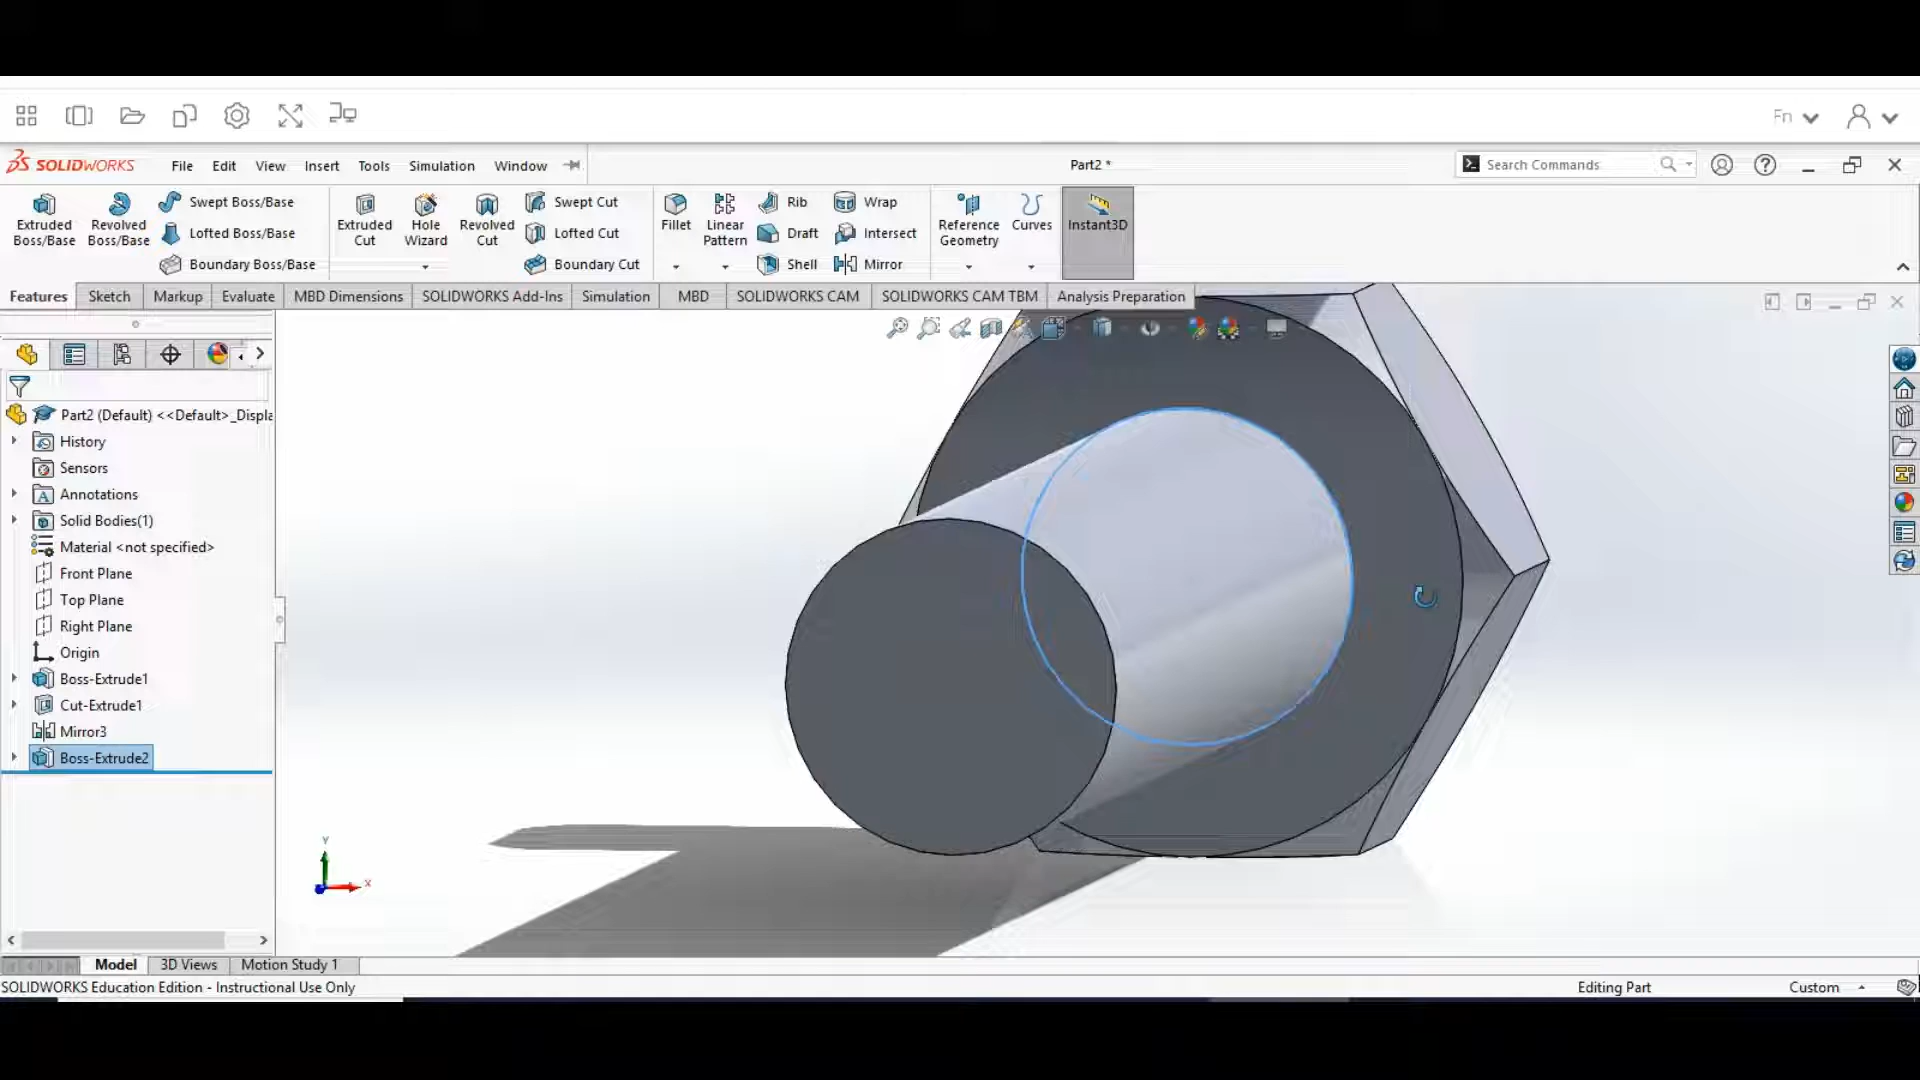 Fn
SOLIDWORKS File Edit View Insert Tools Simulation Window Part2 * Search Commands
Extruded Boss/Base Revolved Boss/Base Swept Boss/Base Lofted Boss/Base Boundary Boss/Base
Extruded Cut Hole Wizard Revolved Cut Swept Cut Lofted Cut Boundary Cut
Fillet Linear Pattern Rib Draft Shell Wrap Intersect Mirror
Reference Geometry Curves Instant3D
Features Sketch Markup Evaluate MBD Dimensions SOLIDWORKS Add-Ins Simulation MBD SOLIDWORKS CAM SOLIDWORKS CAM TBM Analysis Preparation
Part2 (Default) <<Default>_Displa
History
Sensors
Annotations
Solid Bodies(1)
Material <not specified>
Front Plane
Top Plane
Right Plane
Origin
Boss-Extrude1
Cut-Extrude1
Mirror3
Boss-Extrude2
Y
X
Model 3D Views Motion Study 1
SOLIDWORKS Education Edition - Instructional Use Only Editing Part Custom